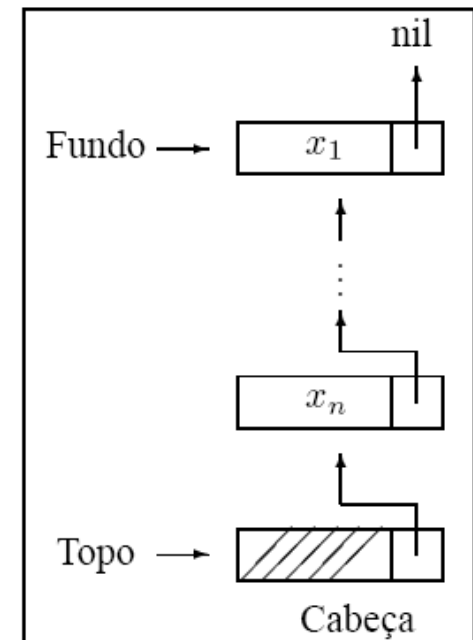 nil
Fundo x₁
⋮
xₙ
Topo
Cabeça